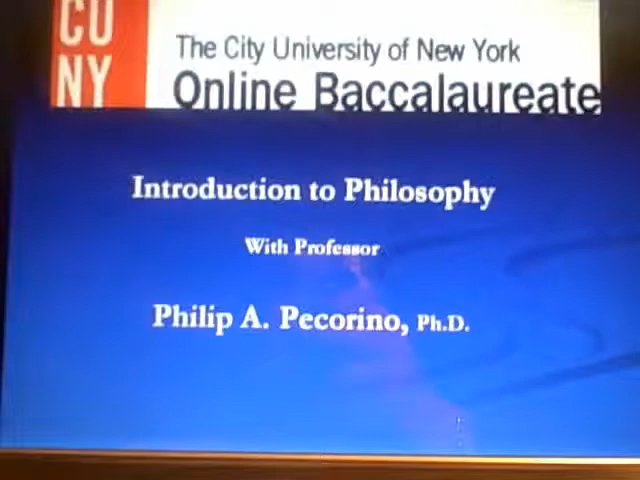 CU
NY
The City University of New York
Online Baccalaureate
Introduction to Philosophy
With Professor
Philip A. Pecorino, Ph.D.